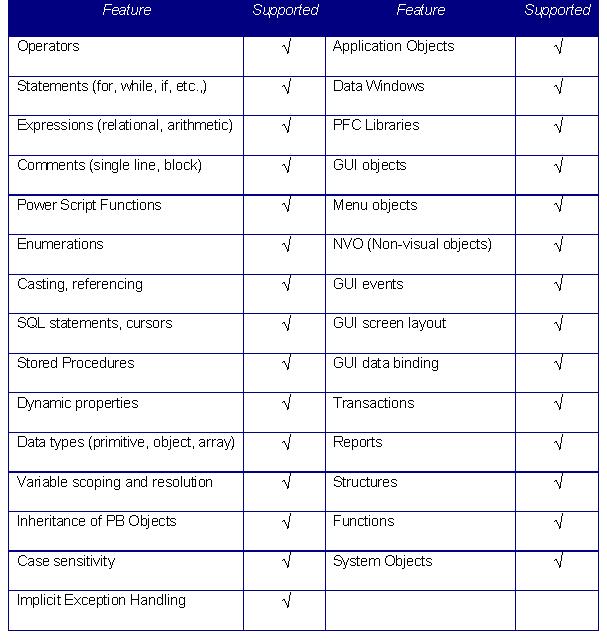 Feature Supported Feature Supported
Operators √ Application Objects √
Statements (for, while, if, etc.,) √ Data Windows √
Expressions (relational, arithmetic) √ PFC Libraries √
Comments (single line, block) √ GUI objects √
Power Script Functions √ Menu objects √
Enumerations √ NVO (Non-visual objects) √
Casting, referencing √ GUI events √
SQL statements, cursors √ GUI screen layout √
Stored Procedures √ GUI data binding √
Dynamic properties √ Transactions √
Data types (primitive, object, array) √ Reports √
Variable scoping and resolution √ Structures √
Inheritance of PB Objects √ Functions √
Case sensitivity √ System Objects √
Implicit Exception Handling √